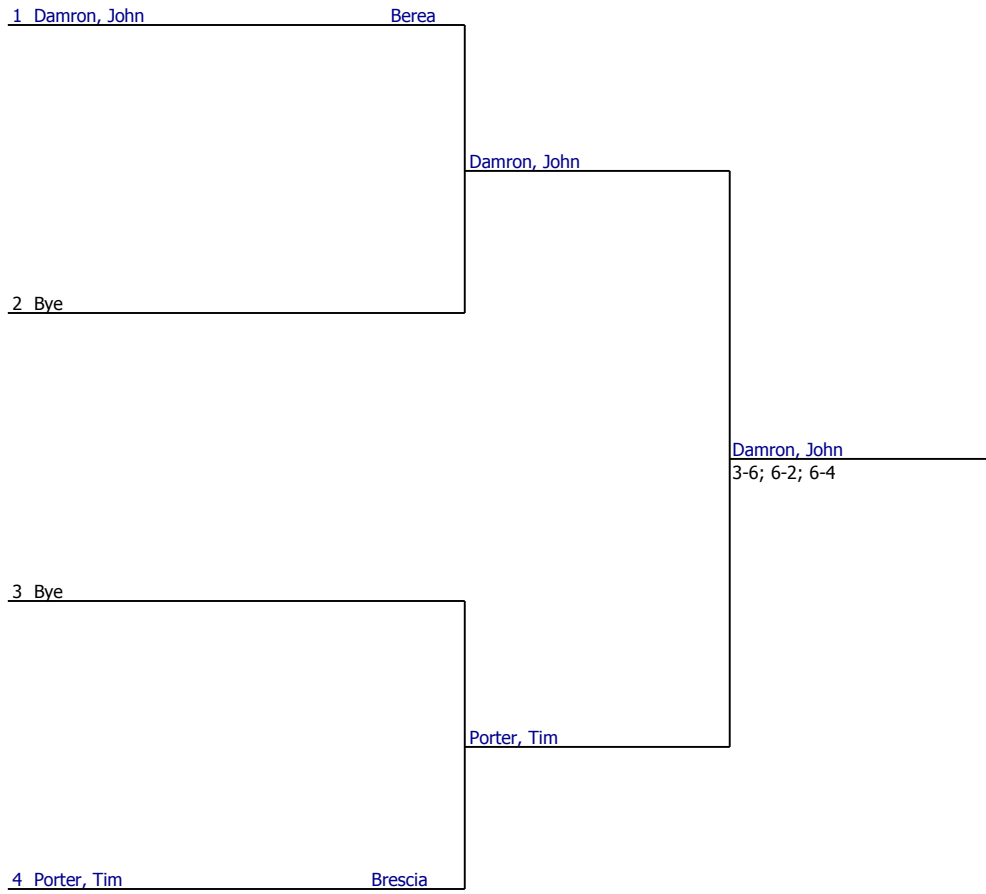 1 Damron, John Berea
Damron, John
2 Bye
Damron, John
3-6; 6-2; 6-4
3 Bye
Porter, Tim
4 Porter, Tim Brescia